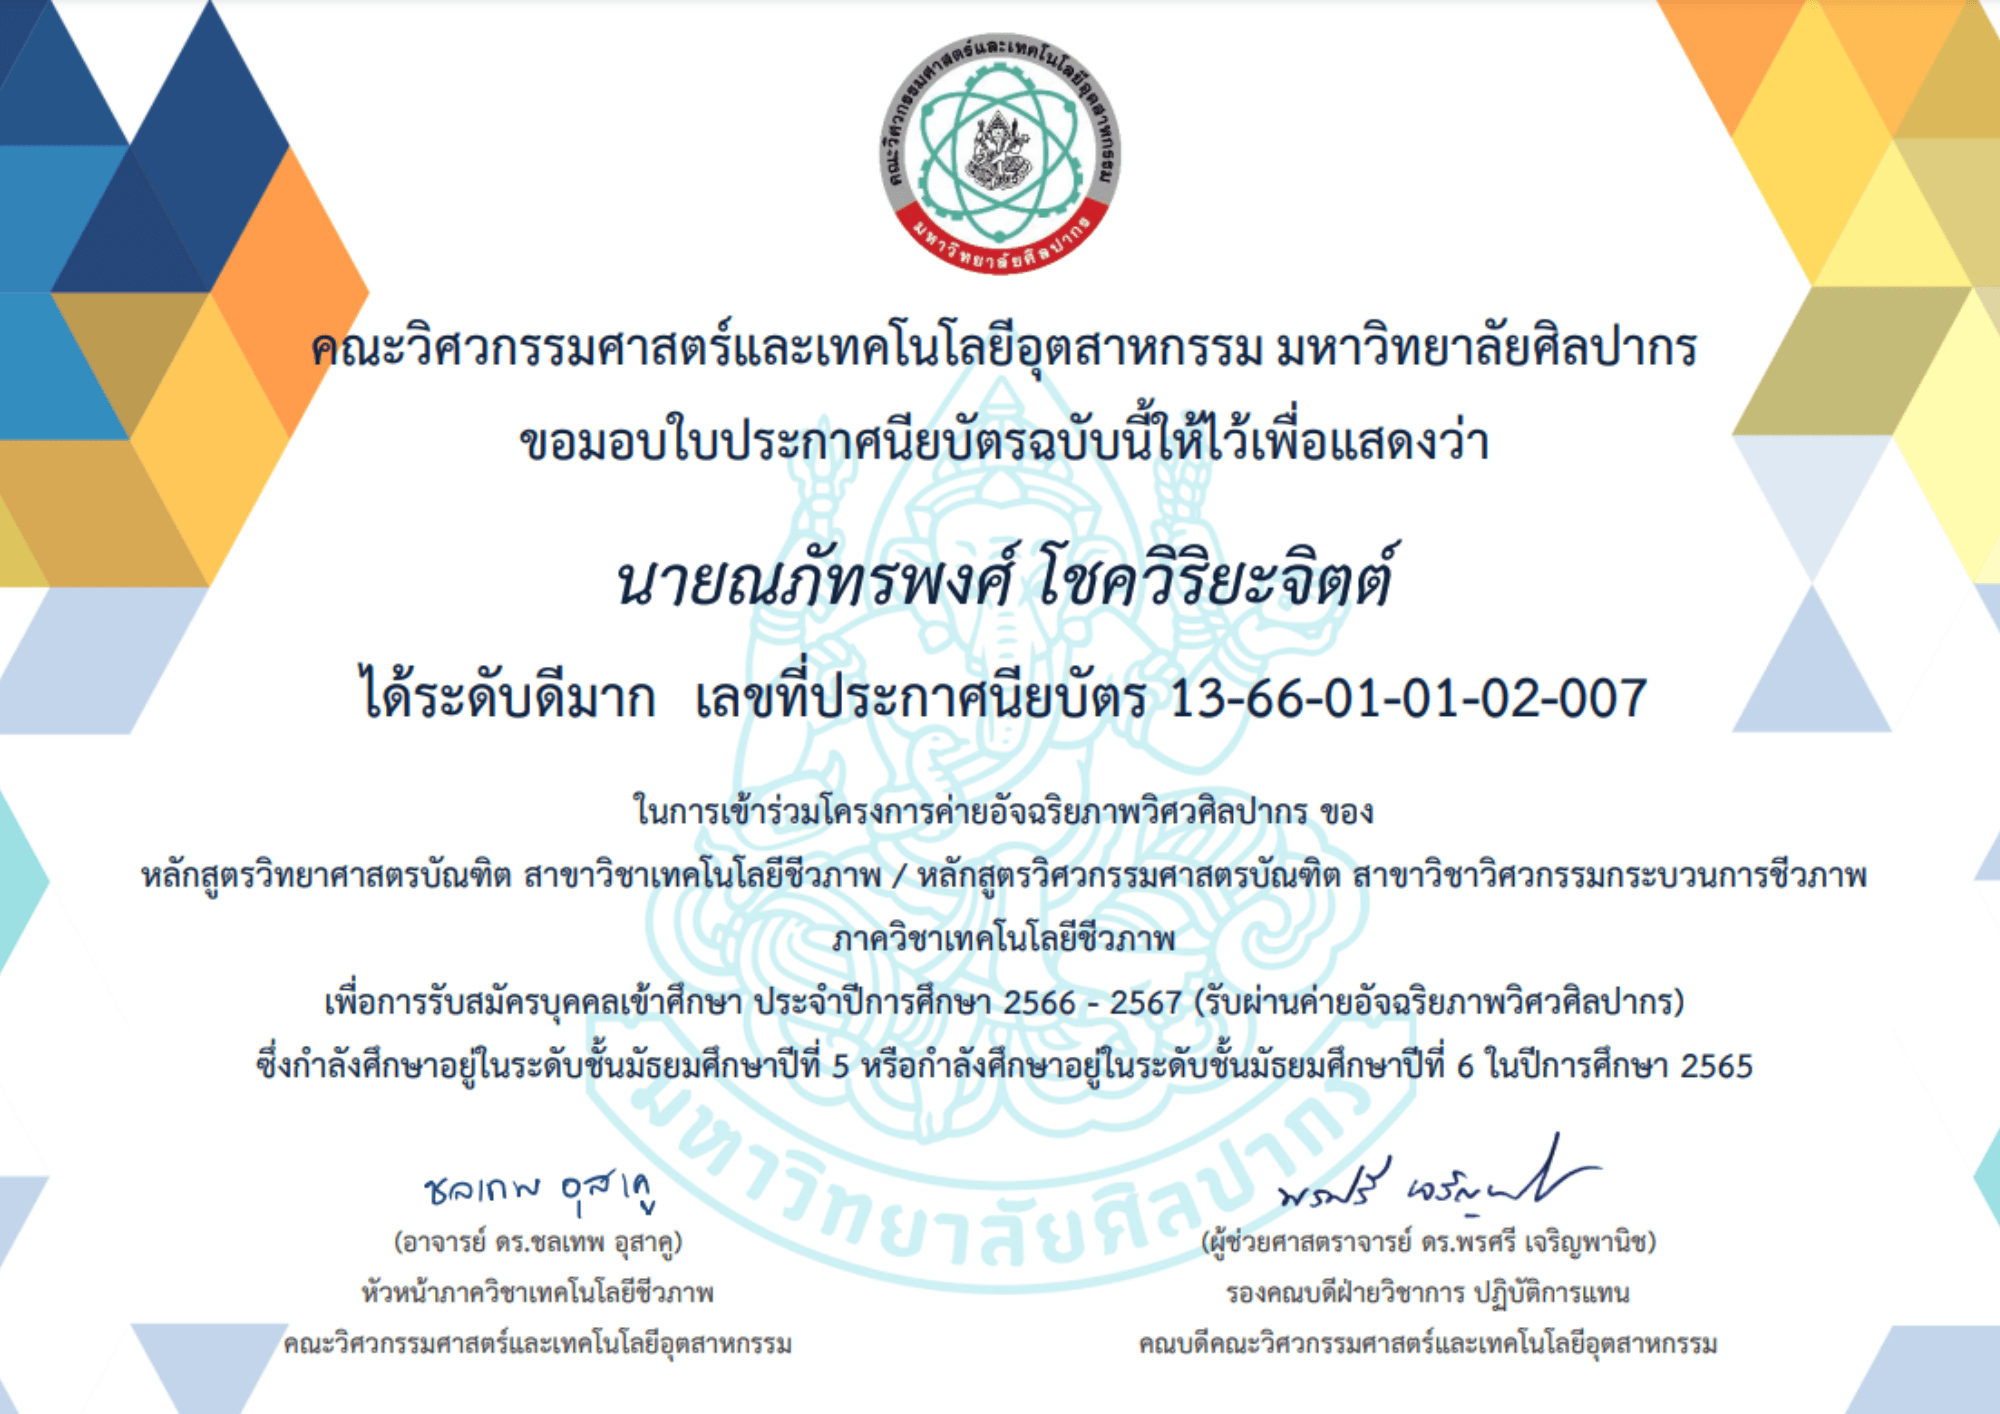 คณะวิศวกรรมศาสตร์และเทคโนโลยีอุตสาหกรรม
มหาวิทยาลัยศิลปากร
คณะวิศวกรรมศาสตร์และเทคโนโลยีอุตสาหกรรม มหาวิทยาลัยศิลปากร
ขอมอบใบประกาศนียบัตรฉบับนี้ให้ไว้เพื่อแสดงว่า
นายณภัทรพงศ์ โชควิริยะจิตต์
ได้ระดับดีมาก เลขที่ประกาศนียบัตร 13-66-01-01-02-007
ในการเข้าร่วมโครงการค่ายอัจฉริยภาพวิศวศิลปากร ของ
หลักสูตรวิทยาศาสตรบัณฑิต สาขาวิชาเทคโนโลยีชีวภาพ / หลักสูตรวิศวกรรมศาสตรบัณฑิต สาขาวิชาวิศวกรรมกระบวนการชีวภาพ
ภาควิชาเทคโนโลยีชีวภาพ
เพื่อการรับสมัครบุคคลเข้าศึกษา ประจำปีการศึกษา 2566 - 2567 (รับผ่านค่ายอัจฉริยภาพวิศวศิลปากร)
ซึ่งกำลังศึกษาอยู่ในระดับชั้นมัธยมศึกษาปีที่ 5 หรือกำลังศึกษาอยู่ในระดับชั้นมัธยมศึกษาปีที่ 6 ในปีการศึกษา 2565
มหาวิทยาลัยศิลปากร
ชลเทพ อุสาคู
(อาจารย์ ดร.ชลเทพ อุสาคู)
หัวหน้าภาควิชาเทคโนโลยีชีวภาพ
คณะวิศวกรรมศาสตร์และเทคโนโลยีอุตสาหกรรม
พรศรี
(ผู้ช่วยศาสตราจารย์ ดร.พรศรี เจริญพานิช)
รองคณบดีฝ่ายวิชาการ ปฏิบัติการแทน
คณบดีคณะวิศวกรรมศาสตร์และเทคโนโลยีอุตสาหกรรม